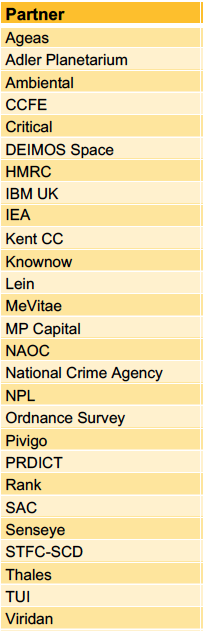 Partner
Ageas
Adler Planetarium
Ambiental
CCFE
Critical
DEIMOS Space
HMRC
IBM UK
IEA
Kent CC
Knownow
Lein
MeVitae
MP Capital
NAOC
National Crime Agency
NPL
Ordnance Survey
Pivigo
PRDICT
Rank
SAC
Senseye
STFC-SCD
Thales
TUI
Viridan